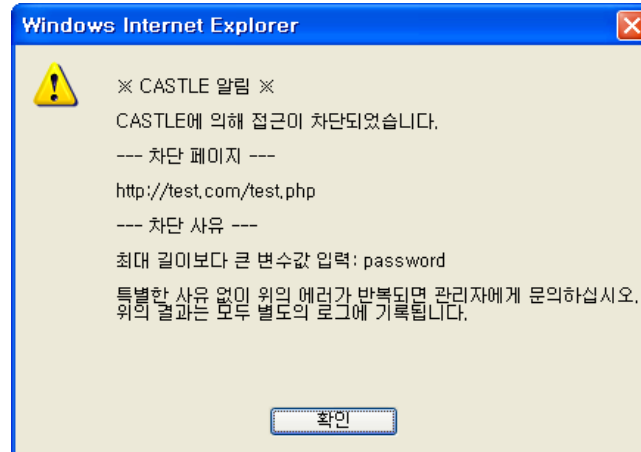 Windows Internet Explorer
※ CASTLE 알림 ※
CASTLE에 의해 접근이 차단되었습니다.
--- 차단 페이지 ---
http://test.com/test.php
--- 차단 사유 ---
최대 길이보다 큰 변수값 입력: password
특별한 사유 없이 위의 에러가 반복되면 관리자에게 문의하십시오.
위의 결과는 모두 별도의 로그에 기록됩니다.
확인